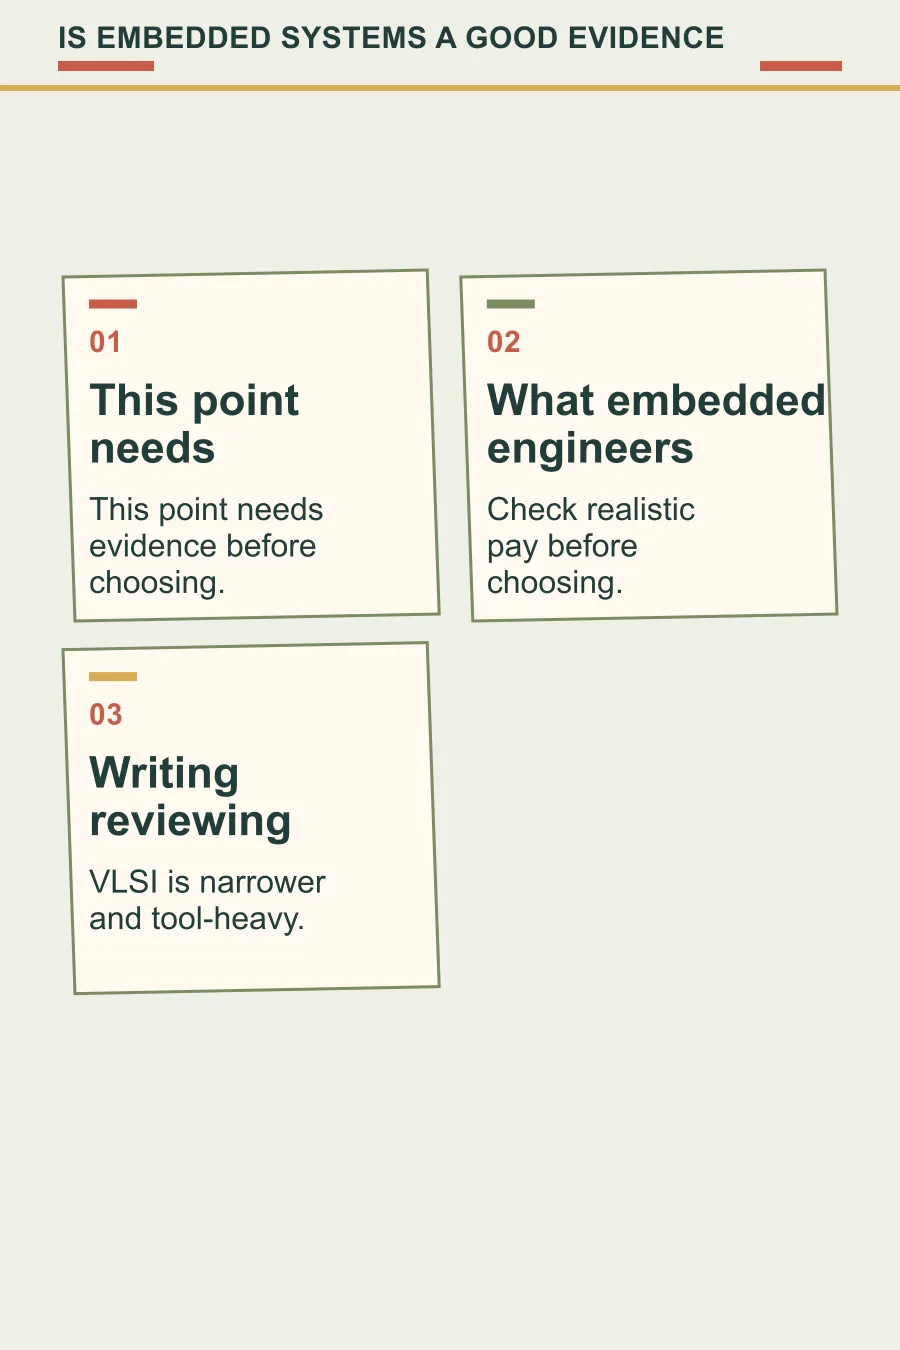 IS EMBEDDED SYSTEMS A GOOD EVIDENCE
01
This point
needs
This point needs
evidence before
choosing.
02
What embedded
engineers
Check realistic
pay before
choosing.
03
Writing
reviewing
VLSI is narrower
and tool-heavy.